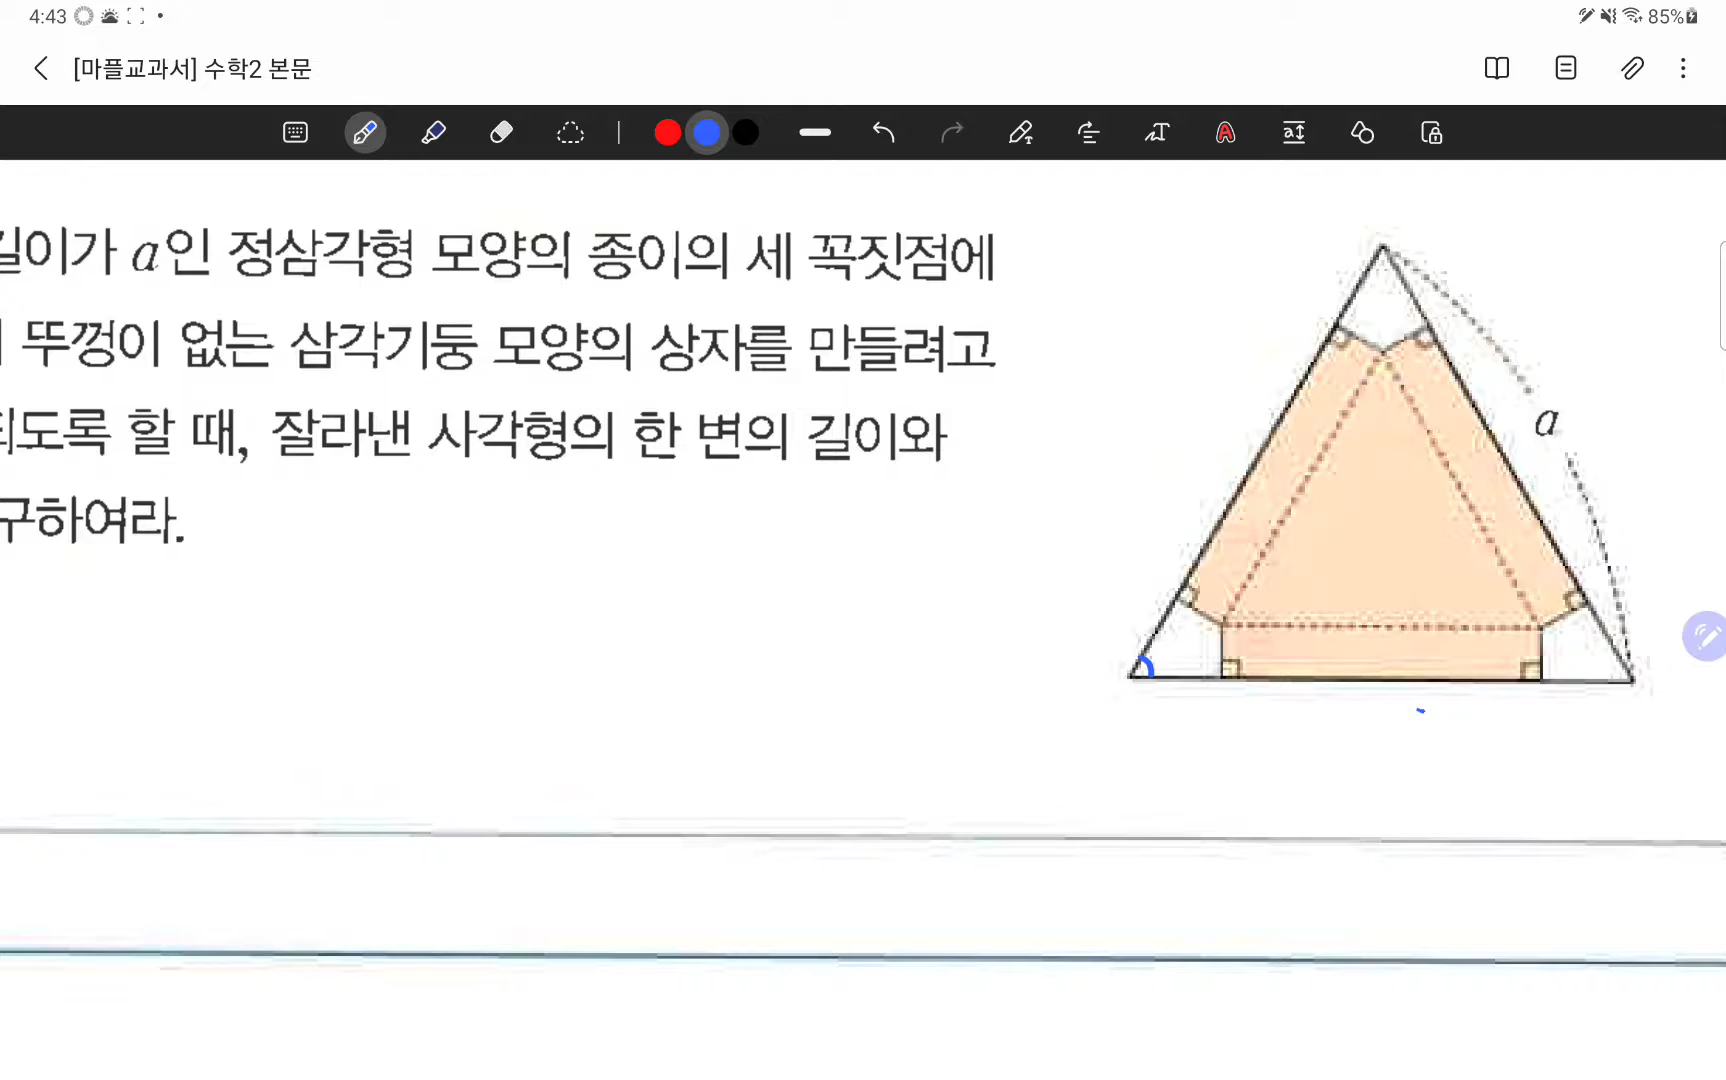 4:43
85%
[마플교과서] 수학2 본문
길이가 a인 정삼각형 모양의 종이의 세 꼭짓점에
뚜껑이 없는 삼각기둥 모양의 상자를 만들려고
되도록 할 때, 잘라낸 사각형의 한 변의 길이와
구하여라.
a